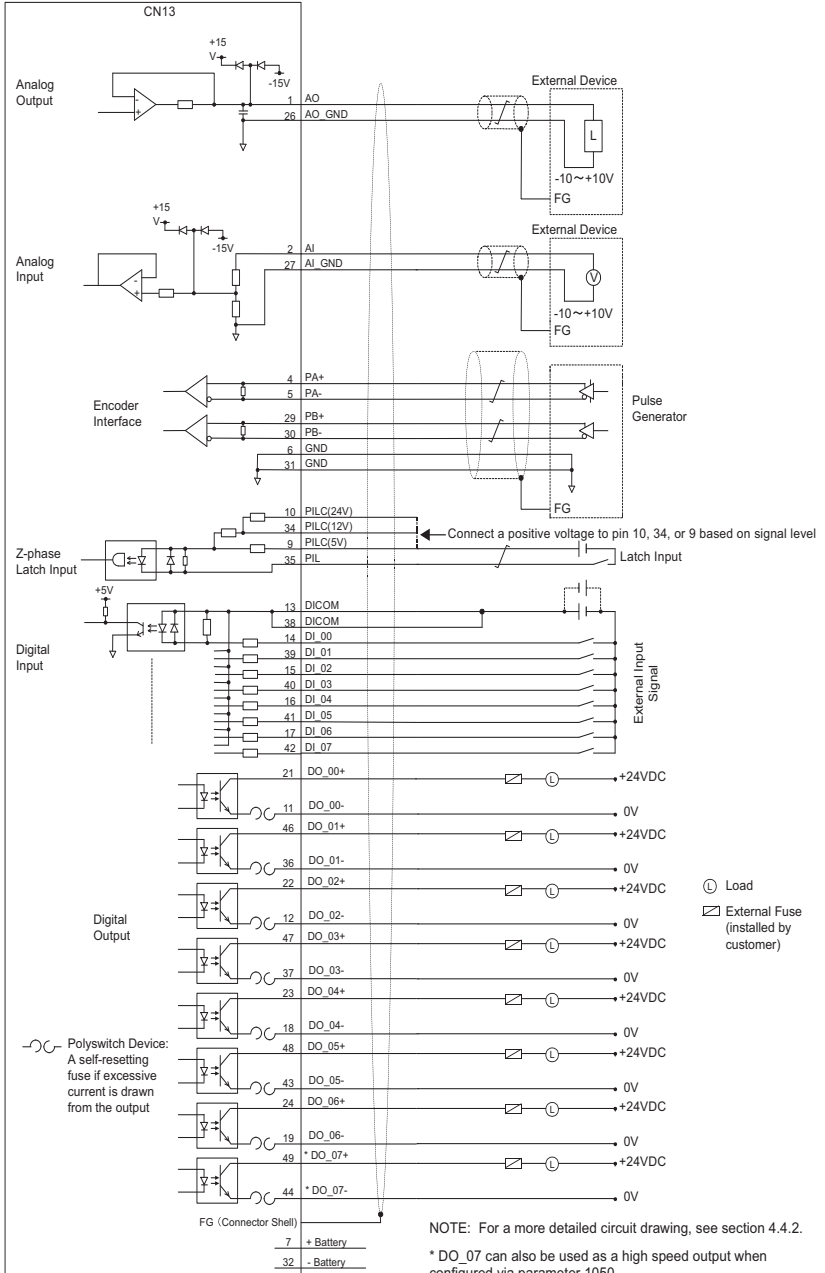 CN13
+15
V
-15V
Analog
Output
1 AO
26 AO_GND
External Device
L
-10～+10V
FG
+15
V
-15V
Analog
Input
2 AI
27 AI_GND
External Device
V
-10～+10V
FG
Encoder
Interface
4 PA+
5 PA-
29 PB+
30 PB-
6 GND
31 GND
Pulse
Generator
FG
10 PILC(24V)
34 PILC(12V)
9 PILC(5V)
35 PIL
Connect a positive voltage to pin 10, 34, or 9 based on signal level
Latch Input
Z-phase
Latch Input
+5V
Digital
Input
13 DICOM
38 DICOM
14 DI_00
39 DI_01
15 DI_02
40 DI_03
16 DI_04
41 DI_05
17 DI_06
42 DI_07
External Input
Signal
21 DO_00+ L +24VDC
11 DO_00- 0V
46 DO_01+ L +24VDC
36 DO_01- 0V
22 DO_02+ L +24VDC
12 DO_02- 0V
47 DO_03+ L +24VDC
37 DO_03- 0V
23 DO_04+ L +24VDC
18 DO_04- 0V
48 DO_05+ L +24VDC
43 DO_05- 0V
24 DO_06+ L +24VDC
19 DO_06- 0V
49 * DO_07+ L +24VDC
44 * DO_07- 0V
Digital
Output
L Load
External Fuse
(installed by
customer)
Polyswitch Device:
A self-resetting
fuse if excessive
current is drawn
from the output
FG (Connector Shell)
7 + Battery
32 - Battery
NOTE: For a more detailed circuit drawing, see section 4.4.2.
* DO_07 can also be used as a high speed output when
configured via parameter 1050